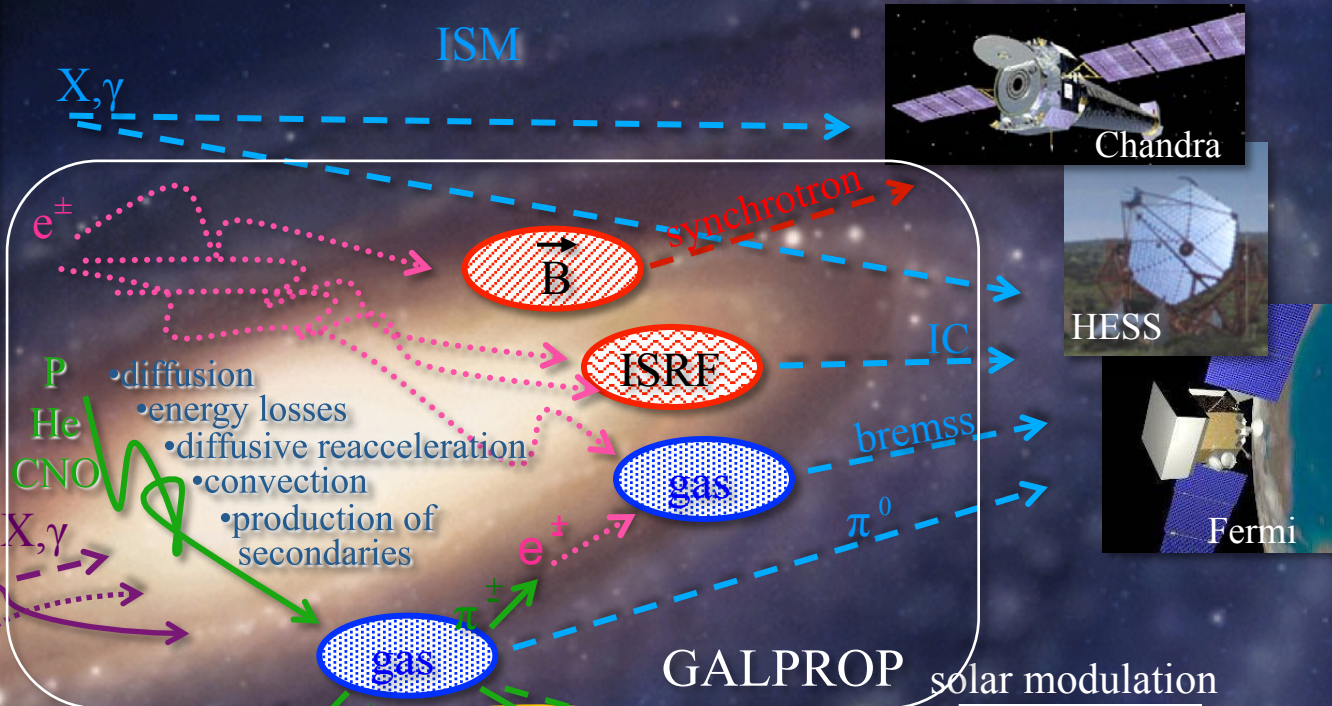 ISM
X,γ
Chandra
synchrotron
e±
B
HESS
IC
ISRF
P
He
CNO
•diffusion
•energy losses
•diffusive reacceleration
•convection
•production of
secondaries
bremss
gas
π0
Fermi
X,γ
e±
π±
gas
GALPROP
solar modulation